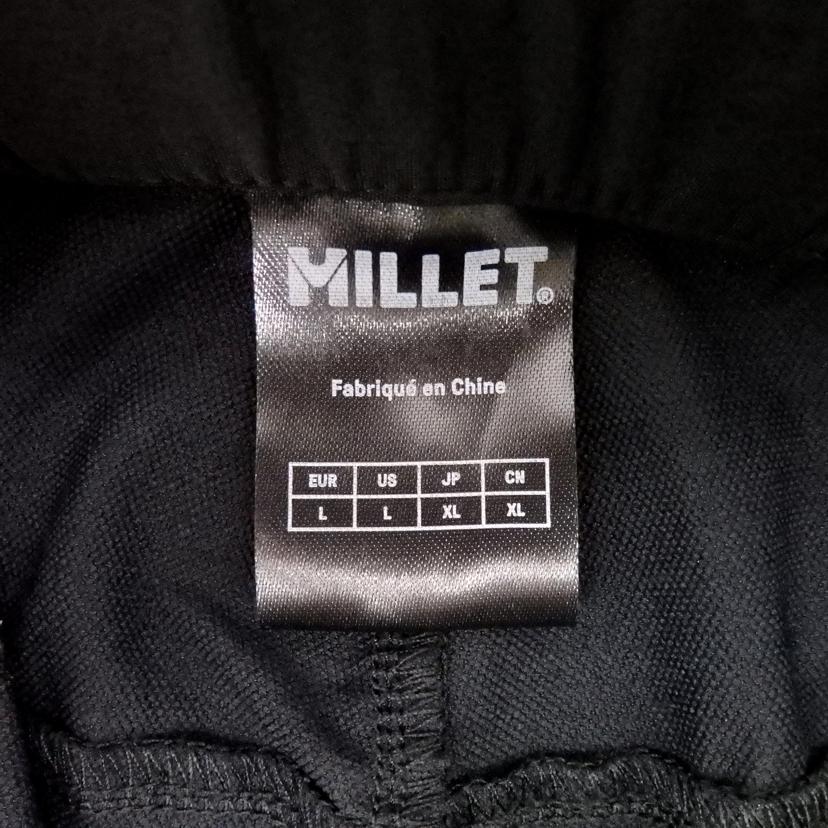 MILLET®
Fabriqué en Chine
EUR US JP CN
L L XL XL